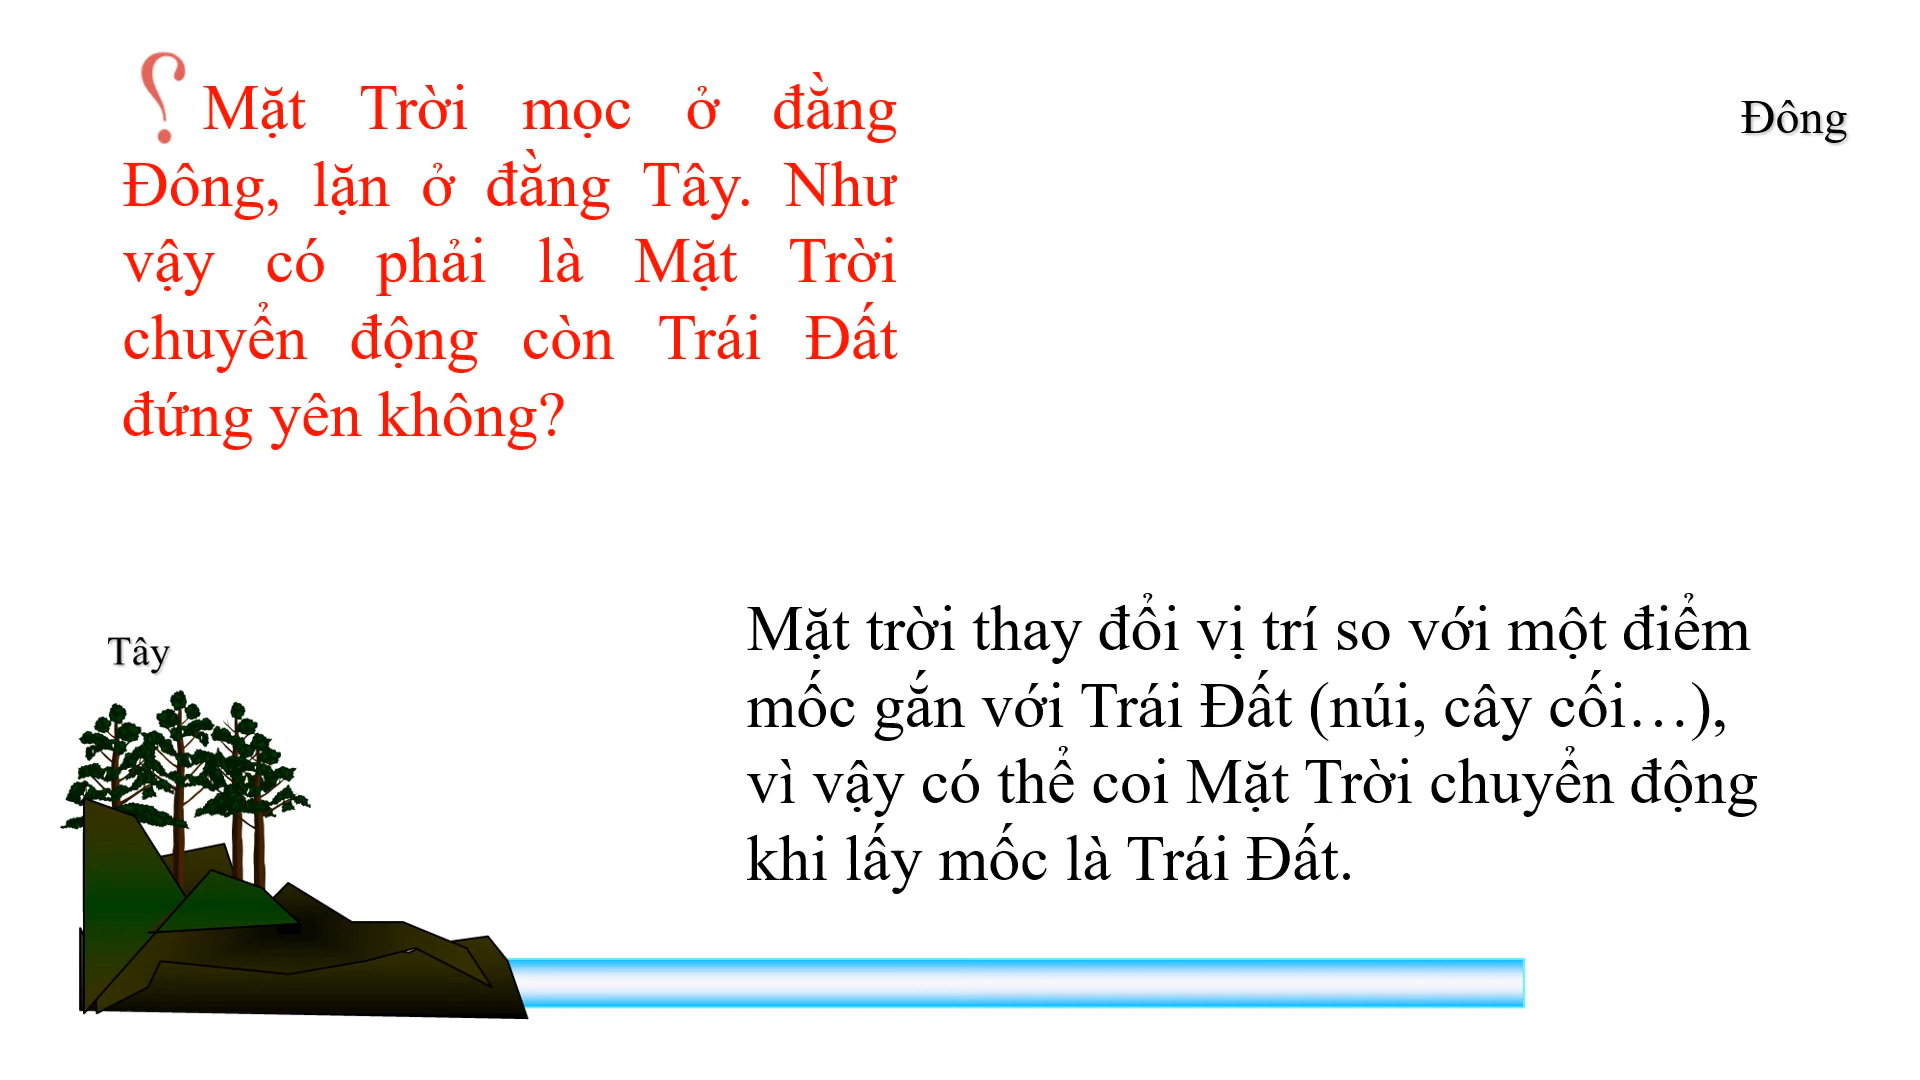 Mặt Trời mọc ở đằng
Đông, lặn ở đằng Tây. Như
vậy có phải là Mặt Trời
chuyển động còn Trái Đất
đứng yên không?
Đông
Tây
Mặt trời thay đổi vị trí so với một điểm
mốc gắn với Trái Đất (núi, cây cối…),
vì vậy có thể coi Mặt Trời chuyển động
khi lấy mốc là Trái Đất.